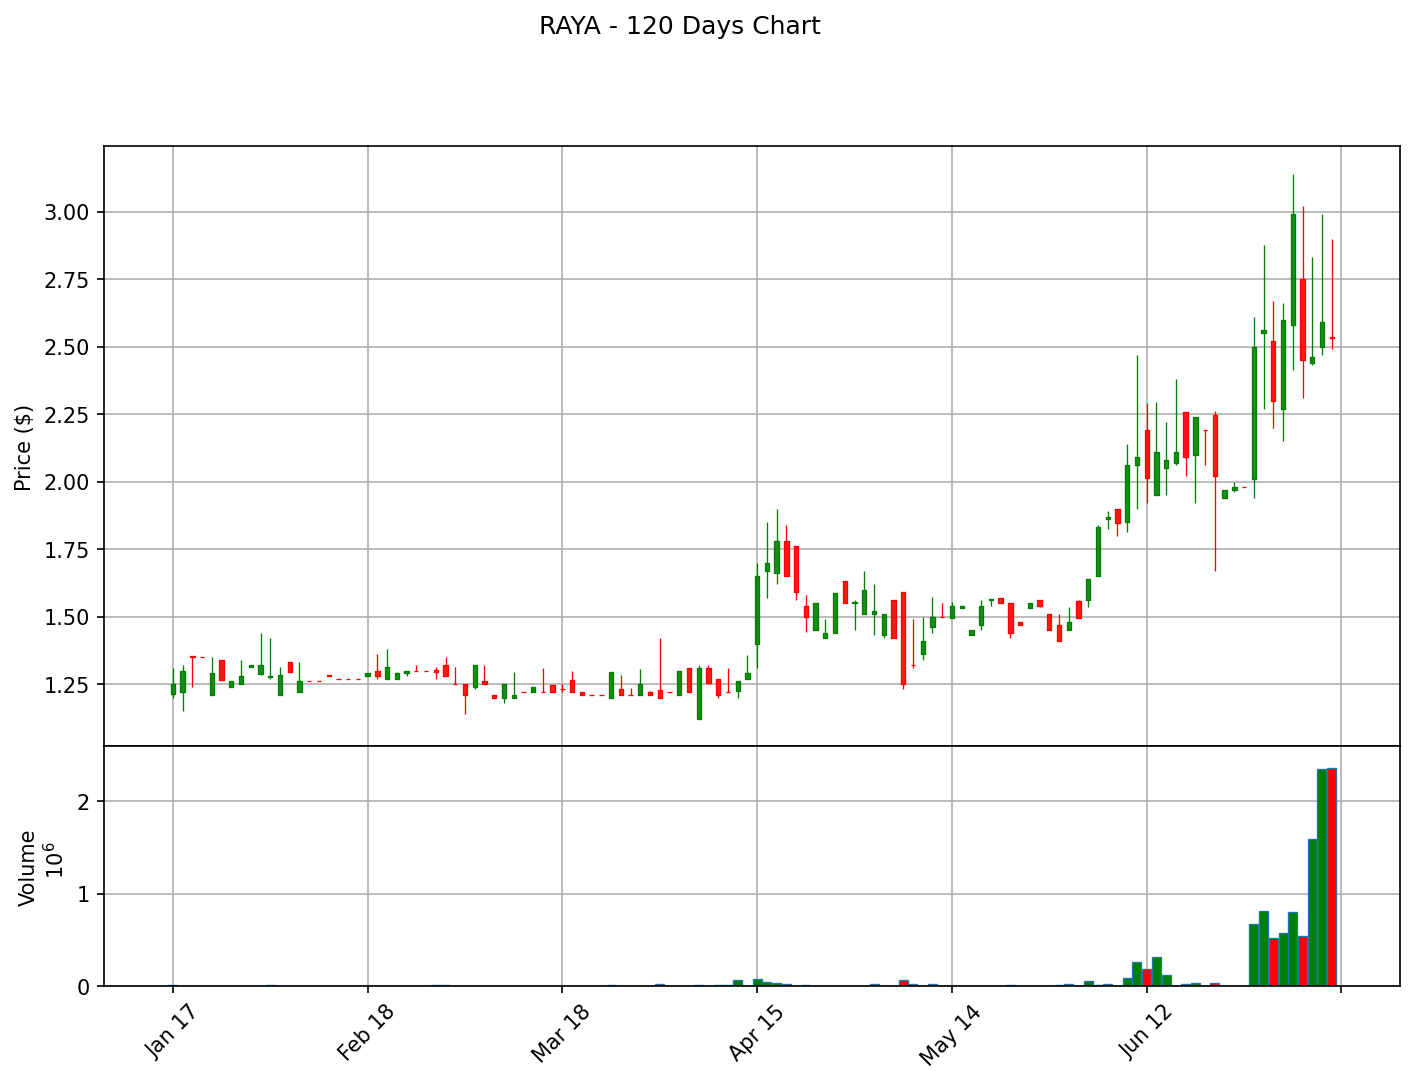 RAYA - 120 Days Chart
Price ($)
3.00
2.75
2.50
2.25
2.00
1.75
1.50
1.25
Volume
10^6
2
1
0
Jan 17
Feb 18
Mar 18
Apr 15
May 14
Jun 12